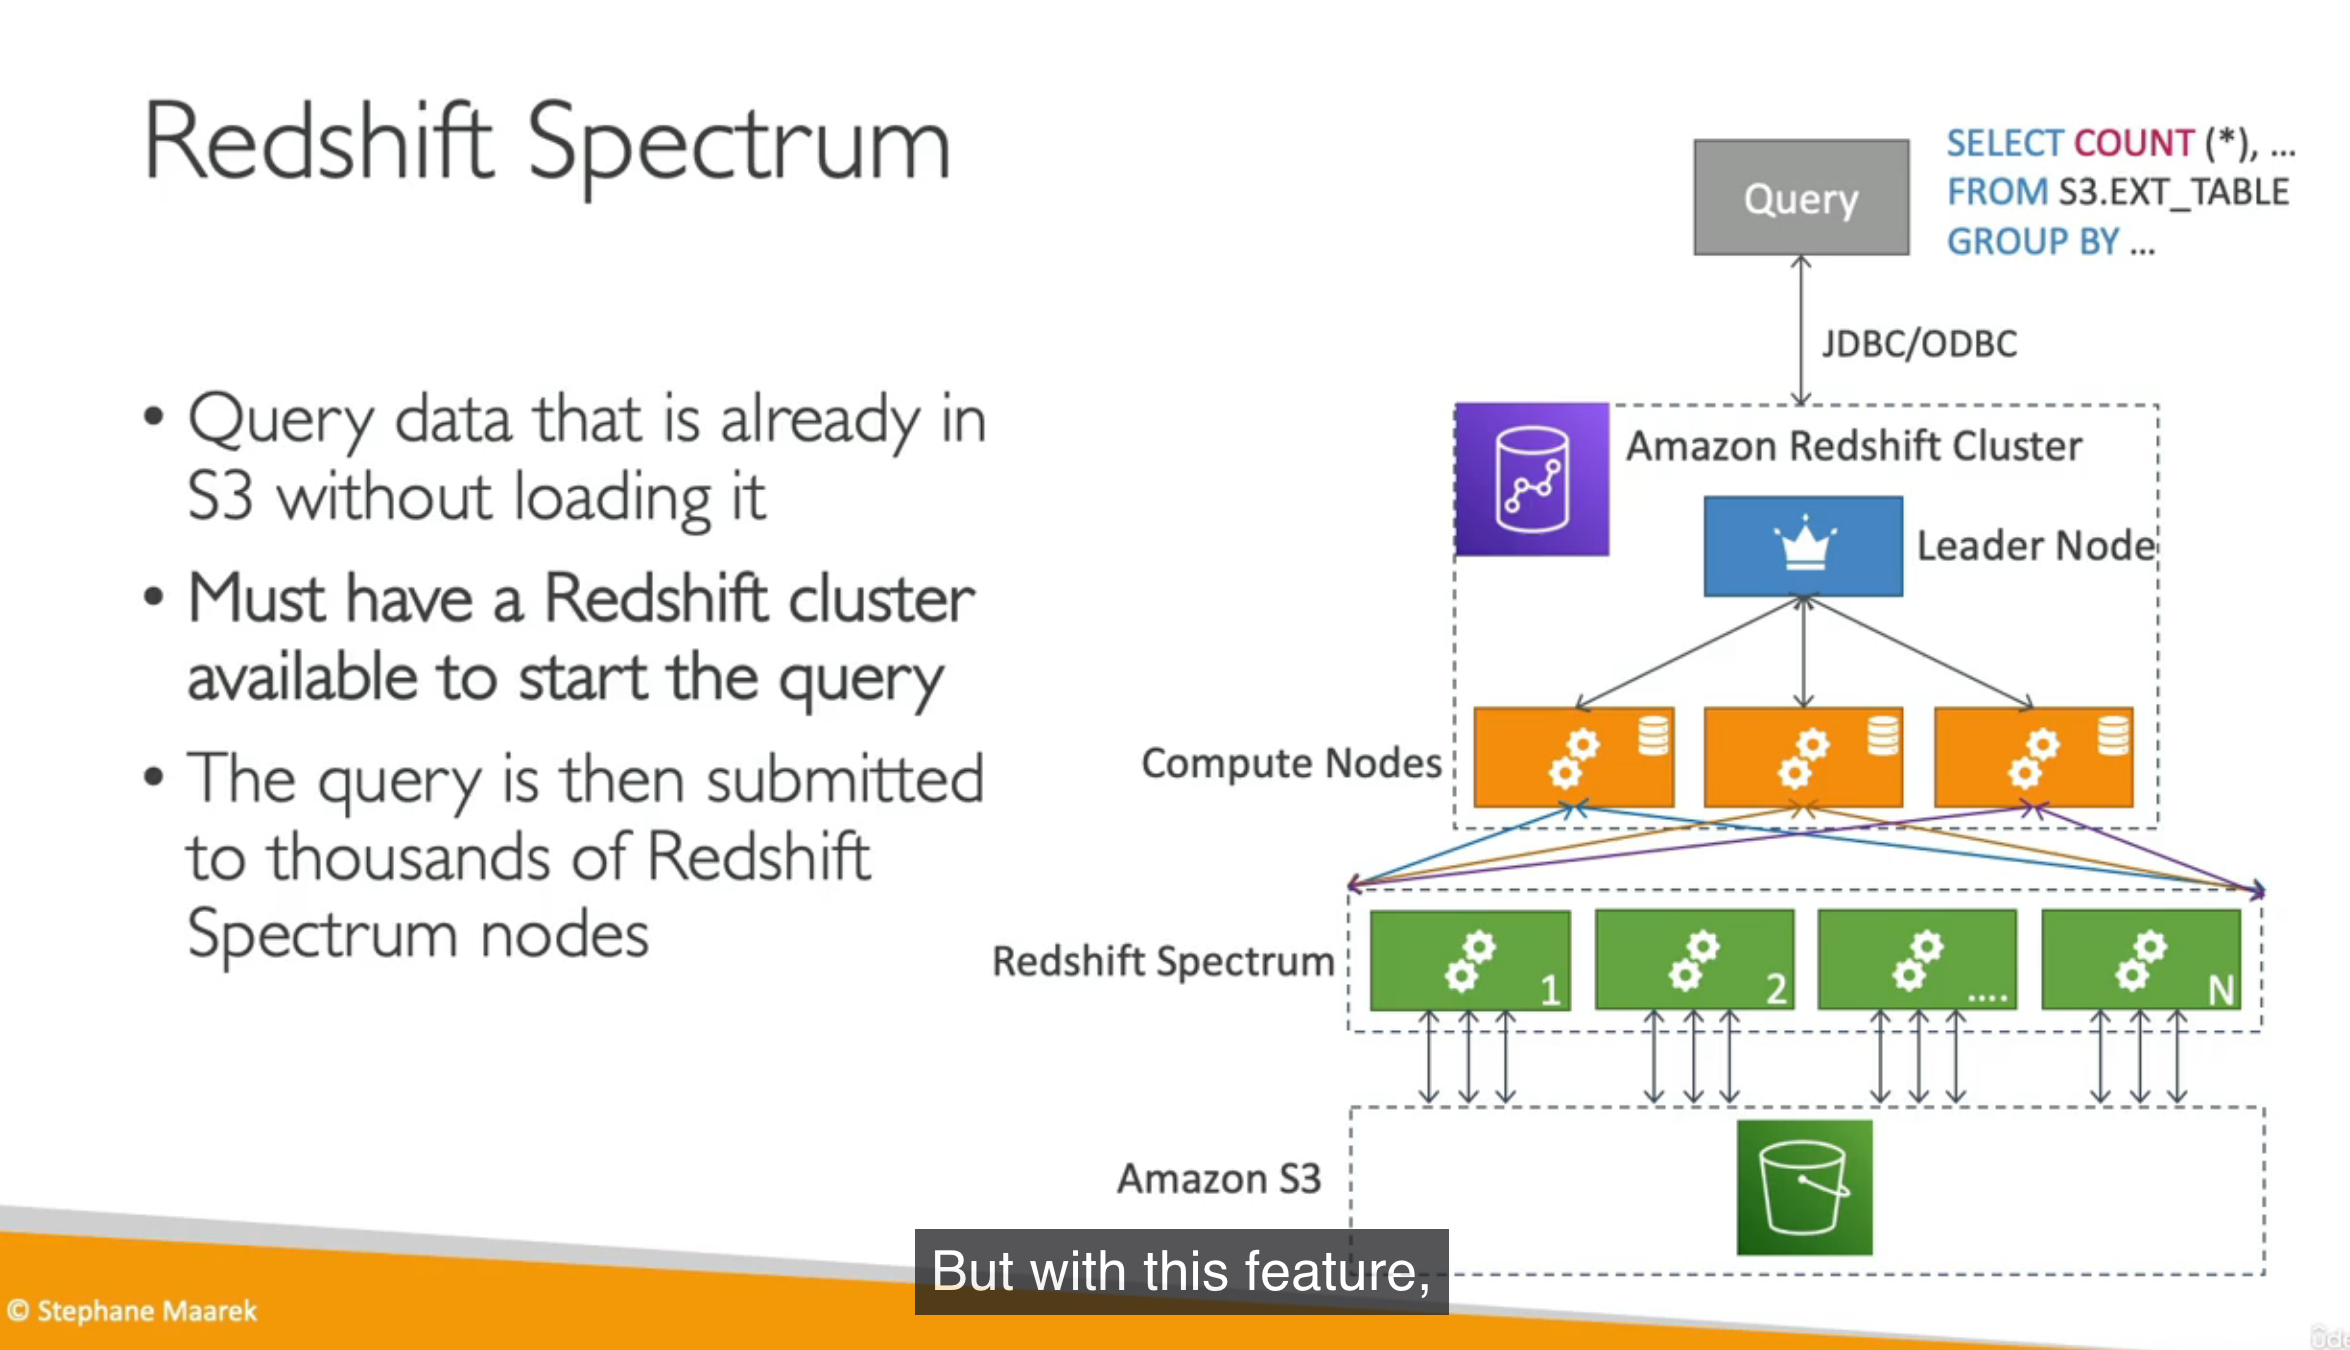 Redshift Spectrum
• Query data that is already in
S3 without loading it
• Must have a Redshift cluster
available to start the query
• The query is then submitted
to thousands of Redshift
Spectrum nodes
Query
SELECT COUNT (*), ...
FROM S3.EXT_TABLE
GROUP BY ...
JDBC/ODBC
Amazon Redshift Cluster
Leader Node
Compute Nodes
Redshift Spectrum
1
2
....
N
Amazon S3
But with this feature,
© Stephane Maarek